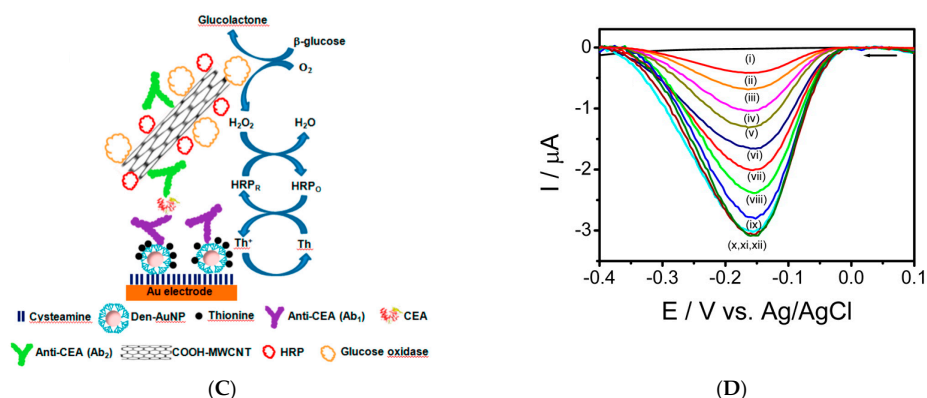 Glucolactone
β-glucose
O2
H2O2
H2O
HRPR
HRPO
Th+
Th
Au electrode
Cysteamine
Den-AuNP
Thionine
Anti-CEA (Ab1)
CEA
Anti-CEA (Ab2)
COOH-MWCNT
HRP
Glucose oxidase
(C)
I / μA
0
-1
-2
-3
(i)
(ii)
(iii)
(iv)
(v)
(vi)
(vii)
(viii)
(ix)
(x,xi,xii)
-0.4
-0.3
-0.2
-0.1
0.0
0.1
E / V vs. Ag/AgCl
(D)